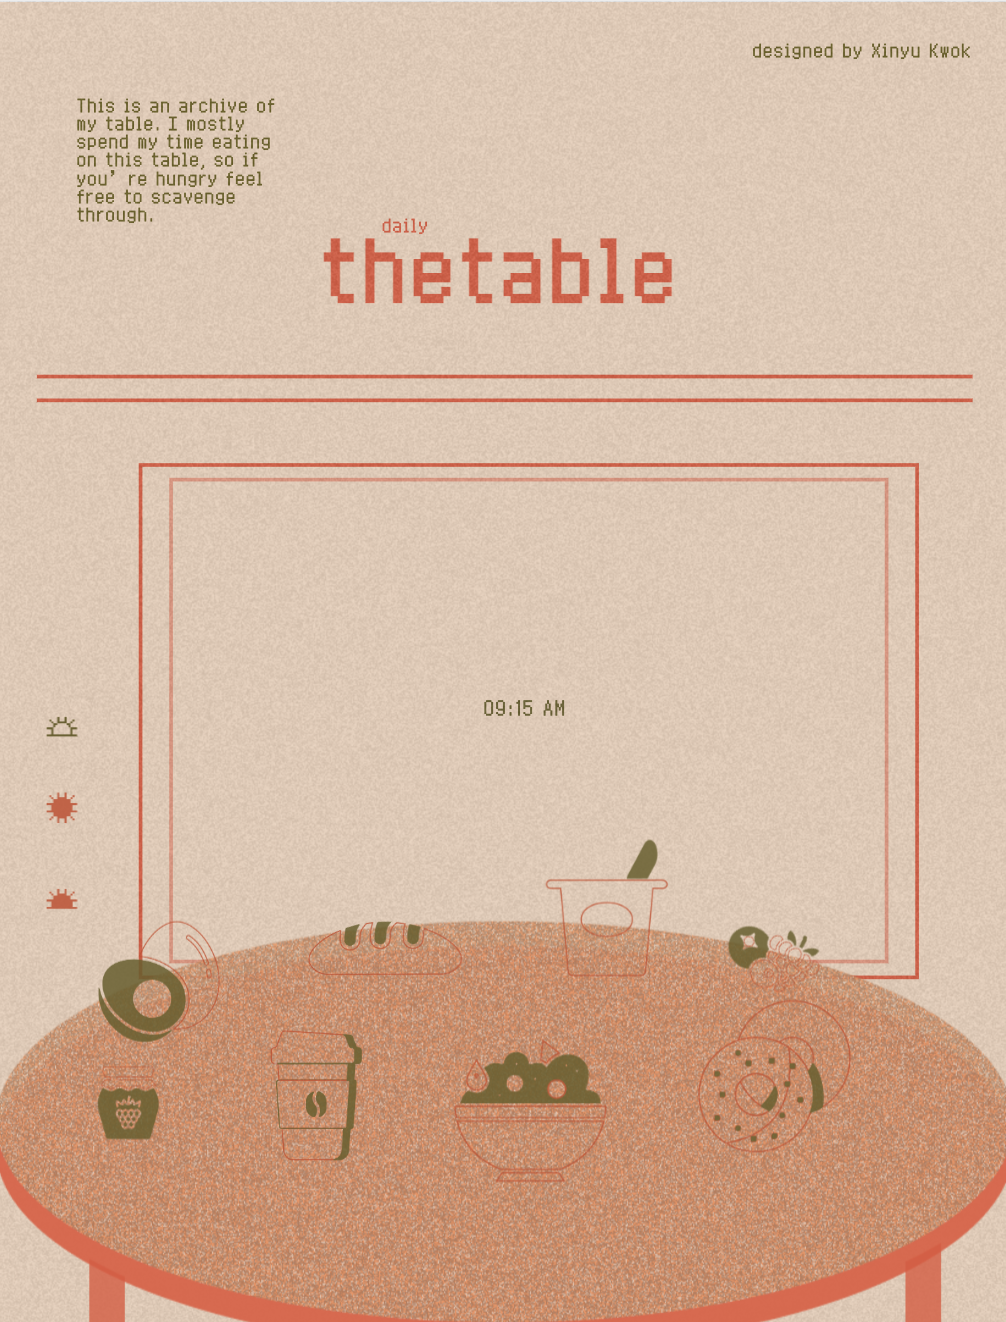 designed by Xinyu Kwok
This is an archive of
my table. I mostly
spend my time eating
on this table, so if
you’ re hungry feel
free to scavenge
through.
daily
thetable
09:15 AM